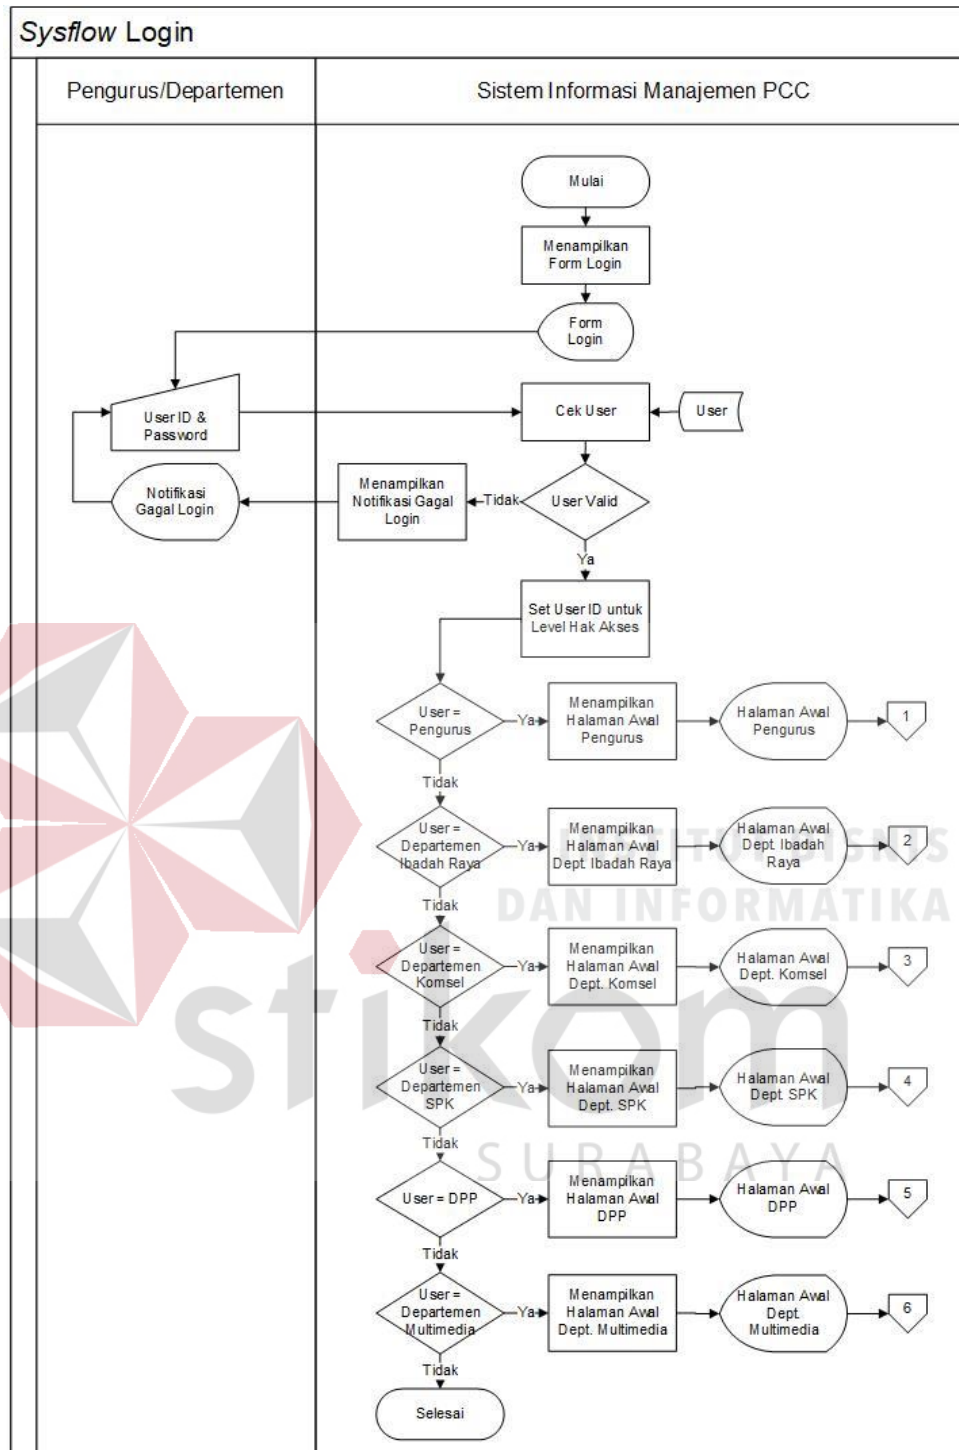 Sysflow Login
Pengurus/Departemen
Sistem Informasi Manajemen PCC
Mulai
Menampilkan
Form Login
Form
Login
User ID &
Password
Cek User
User
Notifikasi
Gagal Login
Menampilkan
Notifikasi Gagal
Login
Tidak
User Valid
Ya
Set User ID untuk
Level Hak Akses
User =
Pengurus
Ya
Menampilkan
Halaman Awal
Pengurus
Halaman Awal
Pengurus
1
Tidak
User =
Departemen
Ibadah Raya
Ya
Menampilkan
Halaman Awal
Dept. Ibadah Raya
Halaman Awal
Dept. Ibadah
Raya
2
INSTITUT BISNIS
DAN INFORMATIKA
Tidak
User =
Departemen
Komsel
Ya
Menampilkan
Halaman Awal
Dept. Komsel
Halaman Awal
Dept. Komsel
3
stikom
Tidak
User =
Departemen
SPK
Ya
Menampilkan
Halaman Awal
Dept. SPK
Halaman Awal
Dept. SPK
4
SURABAYA
Tidak
User = DPP
Ya
Menampilkan
Halaman Awal
DPP
Halaman Awal
DPP
5
Tidak
User =
Departemen
Multimedia
Ya
Menampilkan
Halaman Awal
Dept. Multimedia
Halaman Awal
Dept.
Multimedia
6
Tidak
Selesai